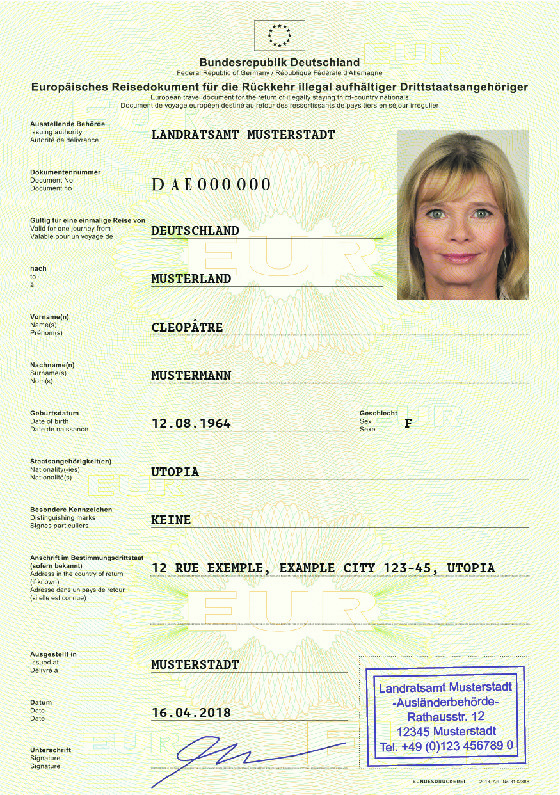 Bundesrepublik Deutschland
Federal Republic of Germany / République Fédérale d'Allemagne
Europäisches Reisedokument für die Rückkehr illegal aufhältiger Drittstaatsangehöriger
European travel document for the return of illegally staying third-country nationals
Document de voyage européen destiné au retour des ressortissants de pays tiers en séjour irrégulier
Ausstellende Behörde
Issuing authority
Autorité de délivrance
LANDRATSAMT MUSTERSTADT
Dokumentennummer
Document No
Document no
DAE000000
Gültig für eine einmalige Reise von
Valid for one journey from
Valable pour un voyage de
DEUTSCHLAND
nach
to
à
MUSTERLAND
Vorname(n)
Name(s)
Prénom(s)
CLEOPÁTRE
Nachname(n)
Surname(s)
Nom(s)
MUSTERMANN
Geburtsdatum
Date of birth
Date de naissance
12.08.1964
Geschlecht
Sex
Sexe
F
Staatsangehörigkeit(en)
Nationality(-ies)
Nationalité(s)
UTOPIA
Besondere Kennzeichen
Distinguishing marks
Signes particuliers
KEINE
Anschrift im Bestimmungsdrittstaat
(sofern bekannt)
Address in the country of return
(if known)
Adresse dans un pays de retour
(si elle est connue)
12 RUE EXEMPLE, EXAMPLE CITY 123-45, UTOPIA
Ausgestellt in
Issued at
Délivré à
MUSTERSTADT
Datum
Date
Date
16.04.2018
Unterschrift
Signature
Signature
Landratsamt Musterstadt
-Ausländerbehörde-
Rathausstr. 12
12345 Musterstadt
Tel. +49 (0)123 456789 0
BUNDESDRUCKEREI
EUR